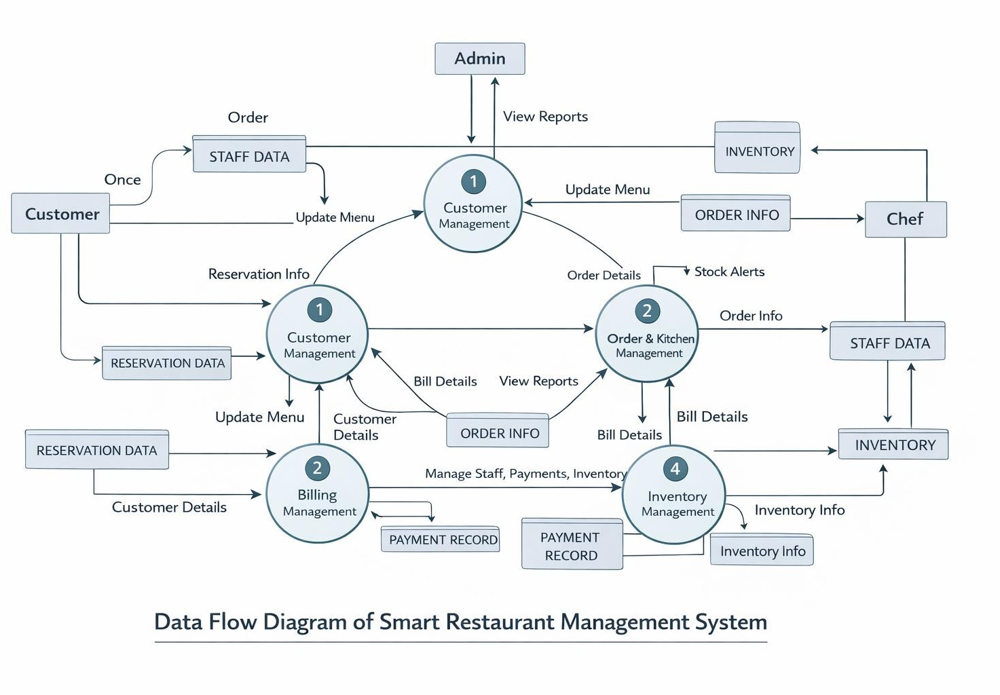 Admin
View Reports
Order
STAFF DATA
INVENTORY
Once
1
Customer
Management
Update Menu
ORDER INFO
Chef
Customer
Update Mienu
Reservation Info
Order Details
Stock Alerts
1
Customer
Management
2
Order & Kitchen
Management
Order Info
STAFF DATA
RESERVATION DATA
Bill Details
View Reports
Update Menu
Customer
Details
ORDER INFO
Bill Details
Bill Details
RESERVATION DATA
INVENTORY
2
Billing
Management
Manage Staff, Payments, Inventory
4
Inventory
Management
Customer Details
Inventory Info
PAYMENT RECORD
PAYMENT
RECORD
Inventory Info
Data Flow Diagram of Smart Restaurant Management System